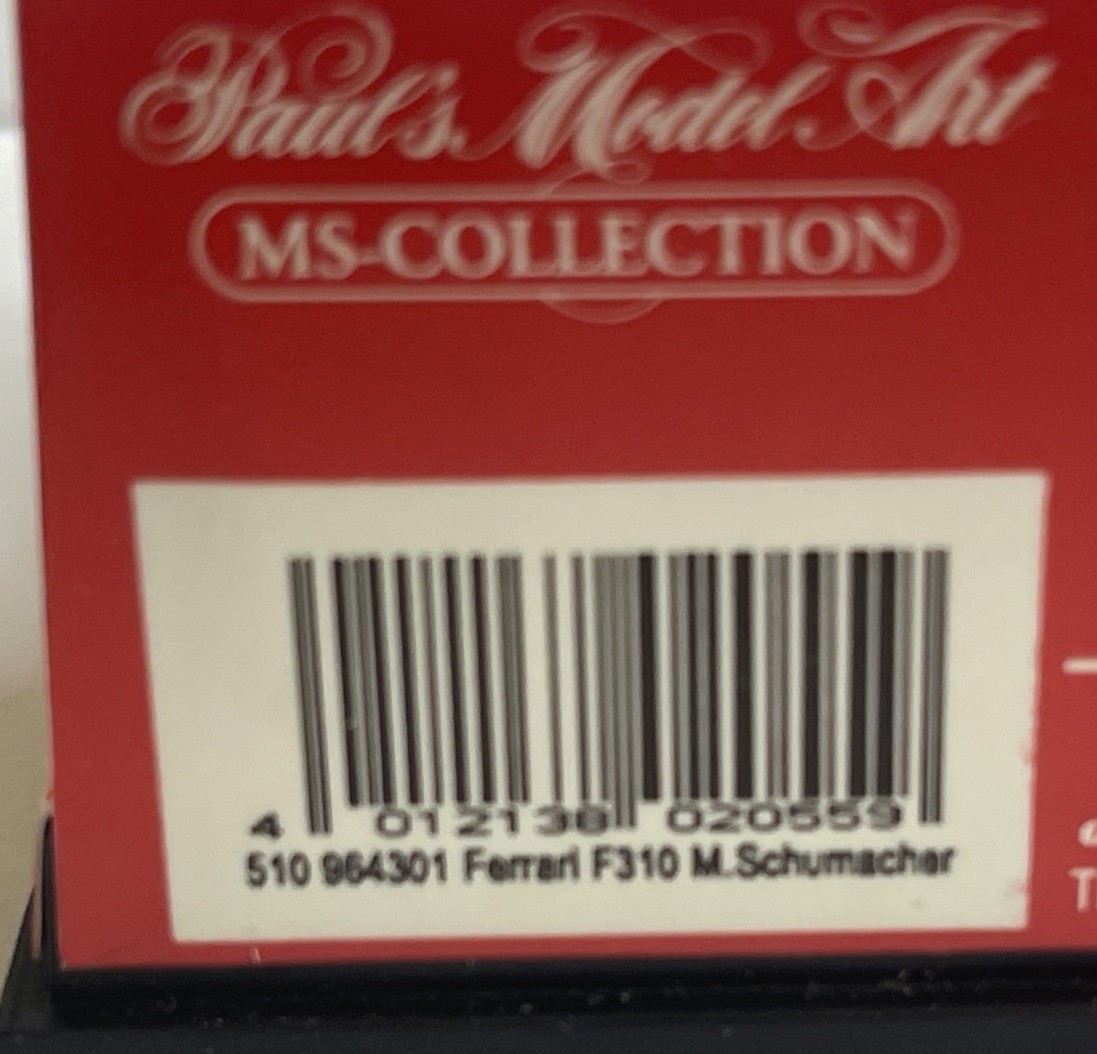 Paul's Model Art
MS-COLLECTION
4 012138 020559
510 964301 Ferrari F310 M.Schumacher